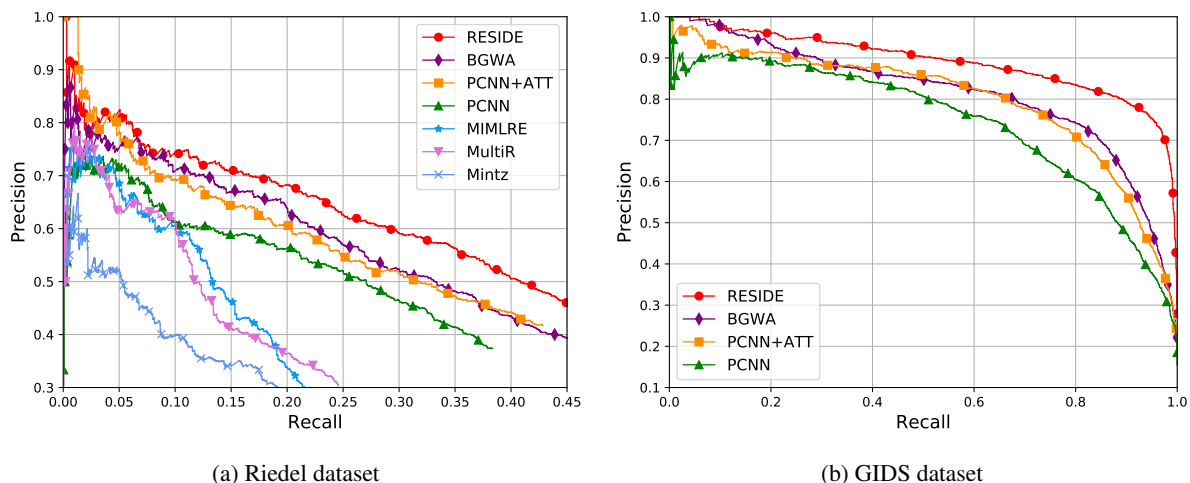 1.0
0.9
0.8
0.7
0.6
0.5
0.4
0.3
Precision
0.00 0.05 0.10 0.15 0.20 0.25 0.30 0.35 0.40 0.45
Recall
RESIDE
BGWA
PCNN+ATT
PCNN
MIMLRE
MultiR
Mintz
(a) Riedel dataset
1.0
0.9
0.8
0.7
0.6
0.5
0.4
0.3
0.2
0.1
Precision
0.0 0.2 0.4 0.6 0.8 1.0
Recall
RESIDE
BGWA
PCNN+ATT
PCNN
(b) GIDS dataset